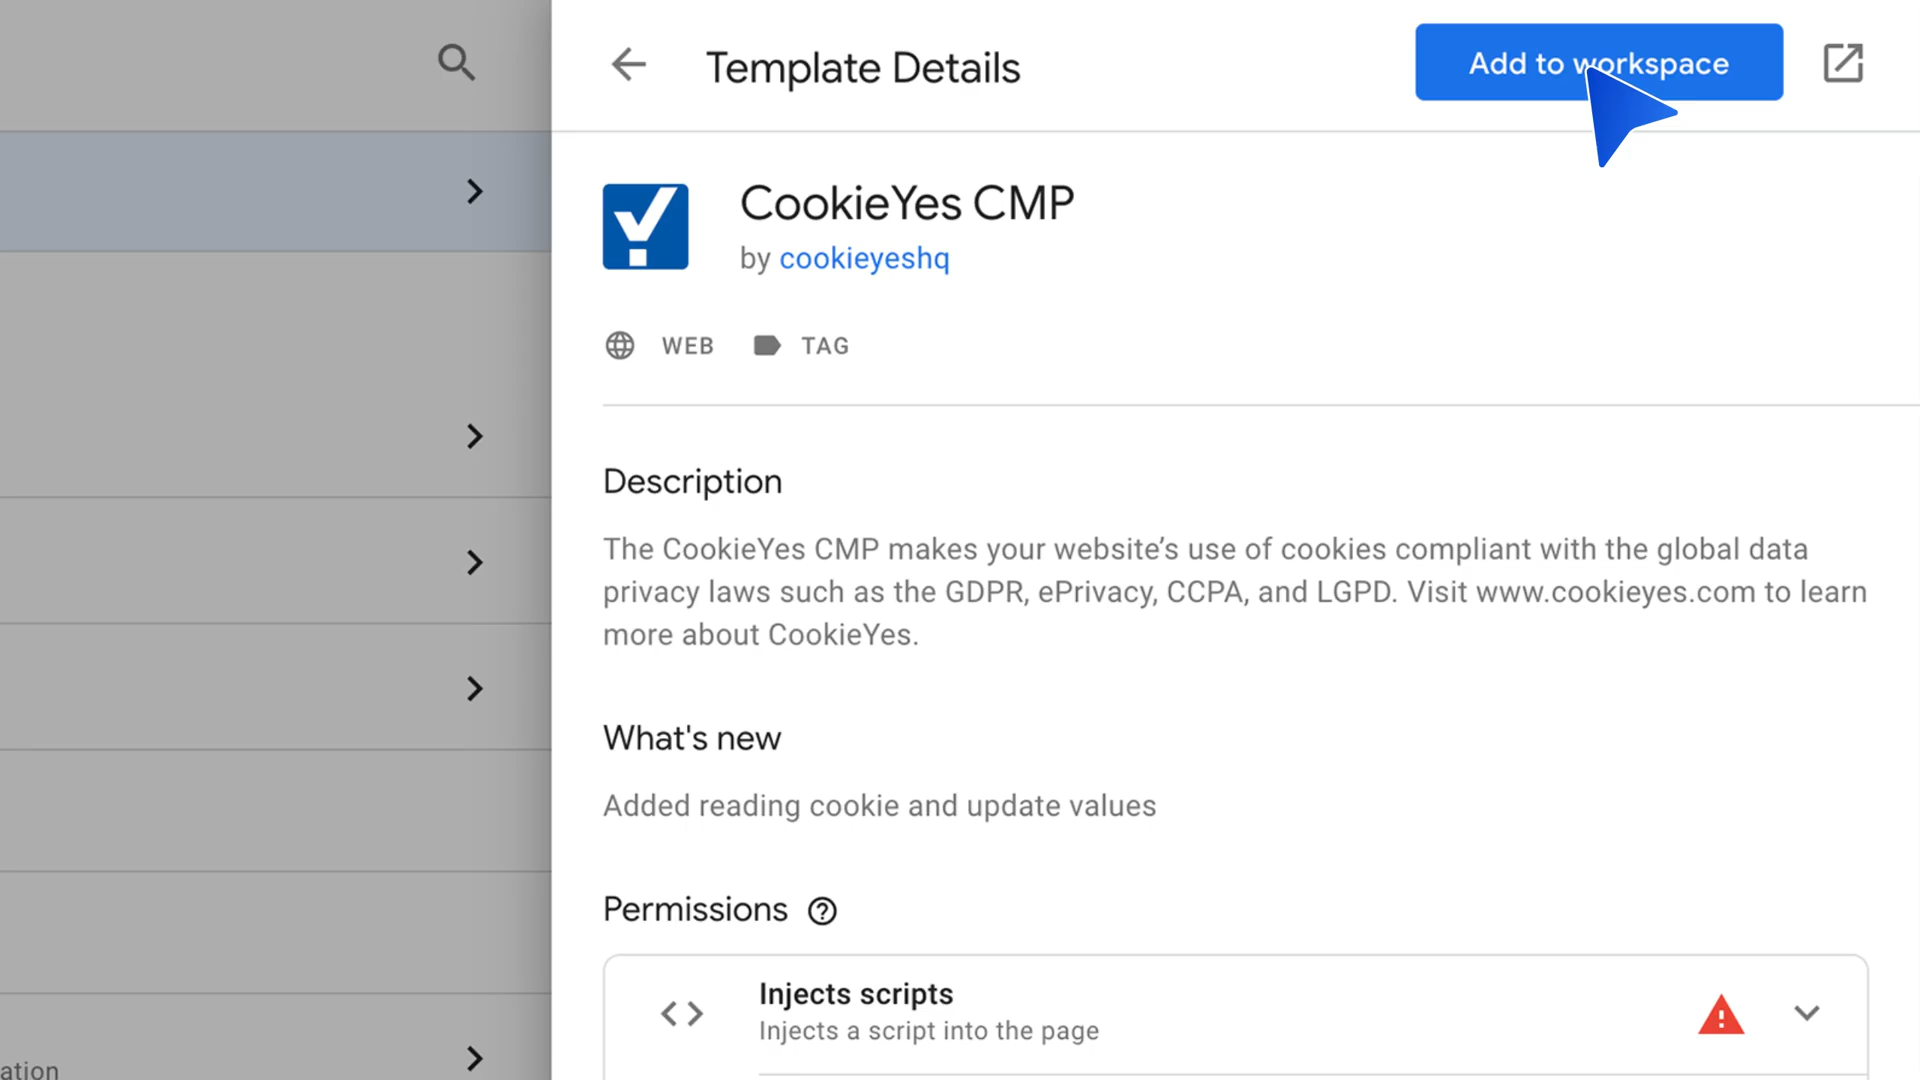 Template Details
Add to workspace
CookieYes CMP
by cookieyeshq
WEB TAG
Description
The CookieYes CMP makes your website’s use of cookies compliant with the global data
privacy laws such as the GDPR, ePrivacy, CCPA, and LGPD. Visit www.cookieyes.com to learn
more about CookieYes.
What's new
Added reading cookie and update values
Permissions
Injects scripts
Injects a script into the page
ation